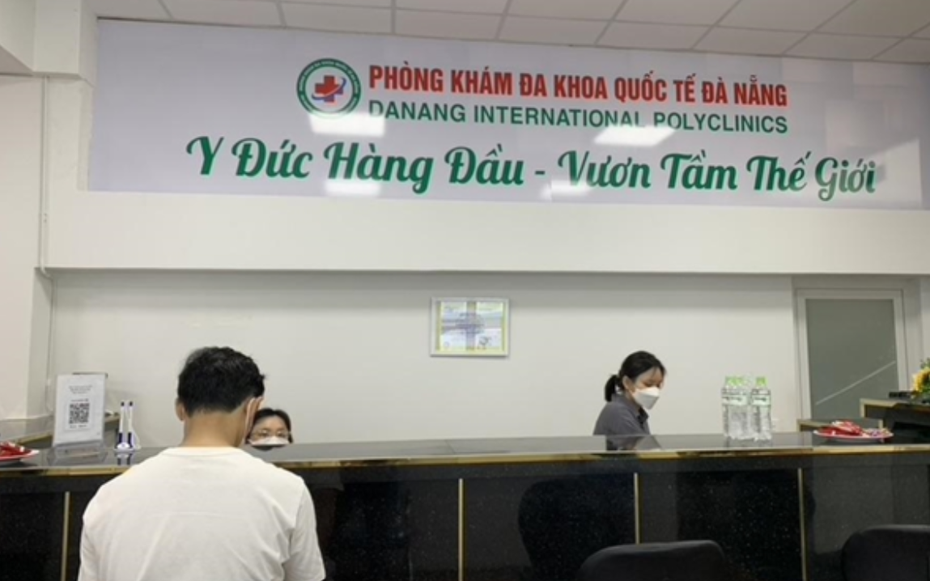 PHÒNG KHÁM ĐA KHOA QUỐC TẾ ĐÀ NẴNG
DANANG INTERNATIONAL POLYCLINICS
Y Đức Hàng Đầu - Vươn Tầm Thế Giới